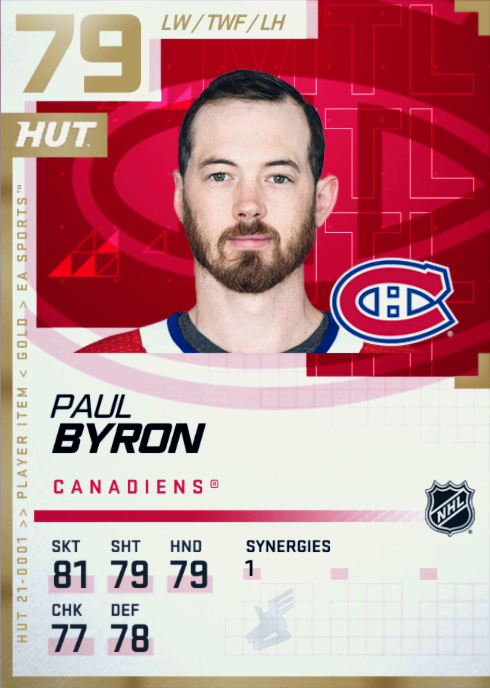 79
LW / TWF / LH
MTL
HUT
HUT 21-0001 >> PLAYER ITEM < GOLD > EA SPORTS™
PAUL
BYRON
CANADIENS®
NHL
SKT SHT HND SYNERGIES
81 79 79 1
CHK DEF
77 78